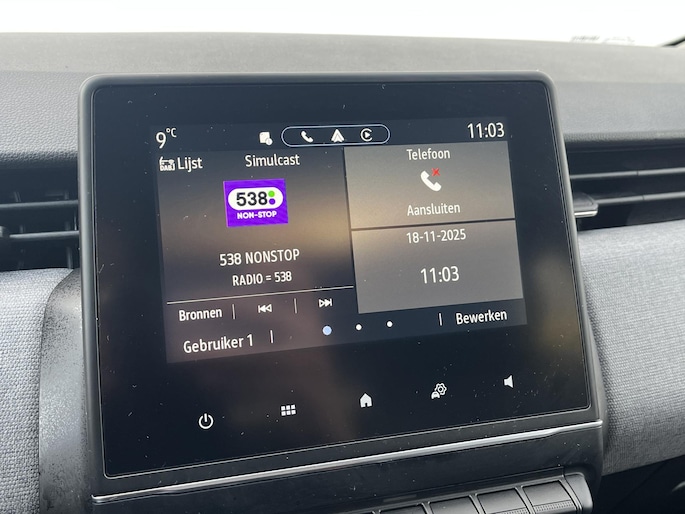 9°C
11:03
DAB Lijst
Simulcast
538
NON-STOP
538 NONSTOP
RADIO = 538
Bronnen
Gebruiker 1
Telefoon
Aansluiten
18-11-2025
11:03
Bewerken